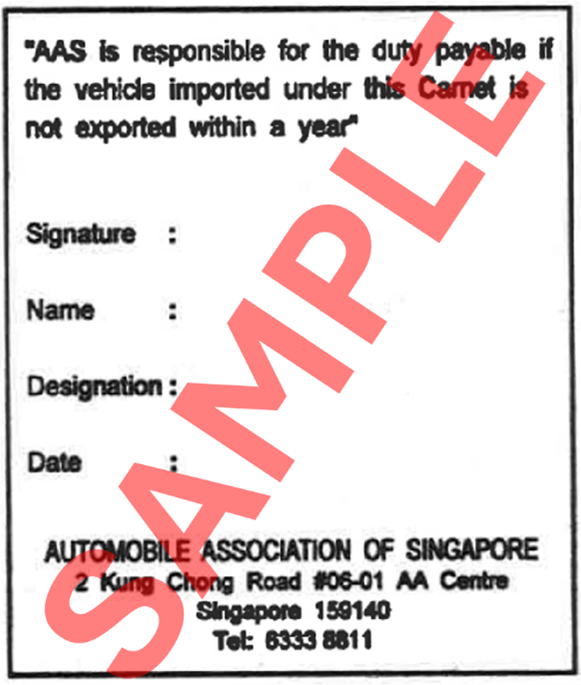 "AAS is responsible for the duty payable if
the vehicle imported under this Carnet is
not exported within a year"
Signature :
Name :
Designation :
Date :
AUTOMOBILE ASSOCIATION OF SINGAPORE
2 Kung Chong Road #06-01 AA Centre
Singapore 159140
Tel: 6333 8811
SAMPLE